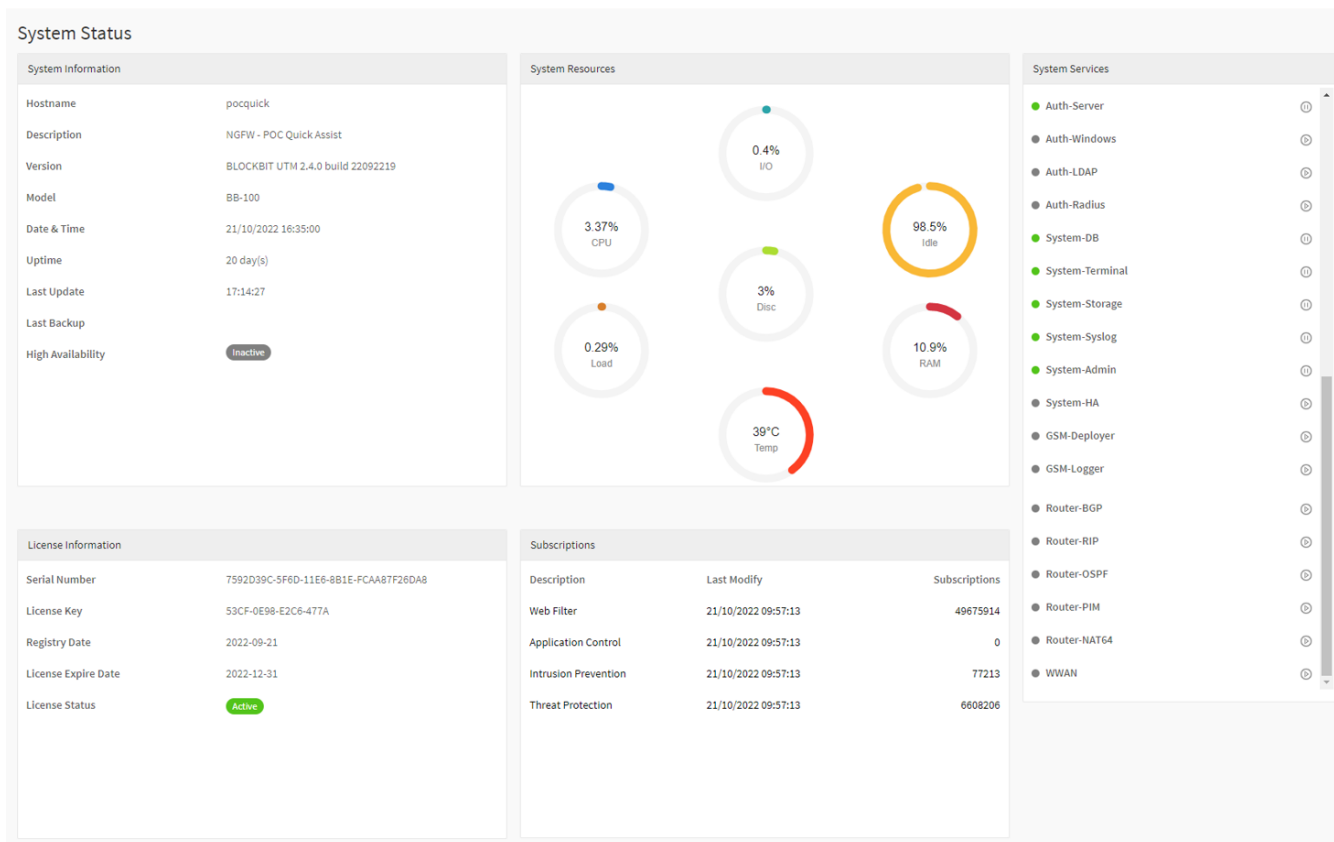 System Status
System Information
Hostname pocquick
Description NGFW - POC Quick Assist
Version BLOCKBIT UTM 2.4.0 build 22092219
Model BB-100
Date & Time 21/10/2022 16:35:00
Uptime 20 day(s)
Last Update 17:14:27
Last Backup
High Availability Inactive
System Resources
0.4%
I/O
3.37%
CPU
98.5%
Idle
3%
Disc
0.29%
Load
10.9%
RAM
39°C
Temp
System Services
Auth-Server
Auth-Windows
Auth-LDAP
Auth-Radius
System-DB
System-Terminal
System-Storage
System-Syslog
System-Admin
System-HA
GSM-Deployer
GSM-Logger
Router-BGP
Router-RIP
Router-OSPF
Router-PIM
Router-NAT64
WWAN
License Information
Serial Number 7592D39C-5F6D-11E6-8B1E-FCAA87F26DA8
License Key 53CF-0E98-E2C6-477A
Registry Date 2022-09-21
License Expire Date 2022-12-31
License Status Active
Subscriptions
Description Last Modify Subscriptions
Web Filter 21/10/2022 09:57:13 49675914
Application Control 21/10/2022 09:57:13 0
Intrusion Prevention 21/10/2022 09:57:13 77213
Threat Protection 21/10/2022 09:57:13 6608206